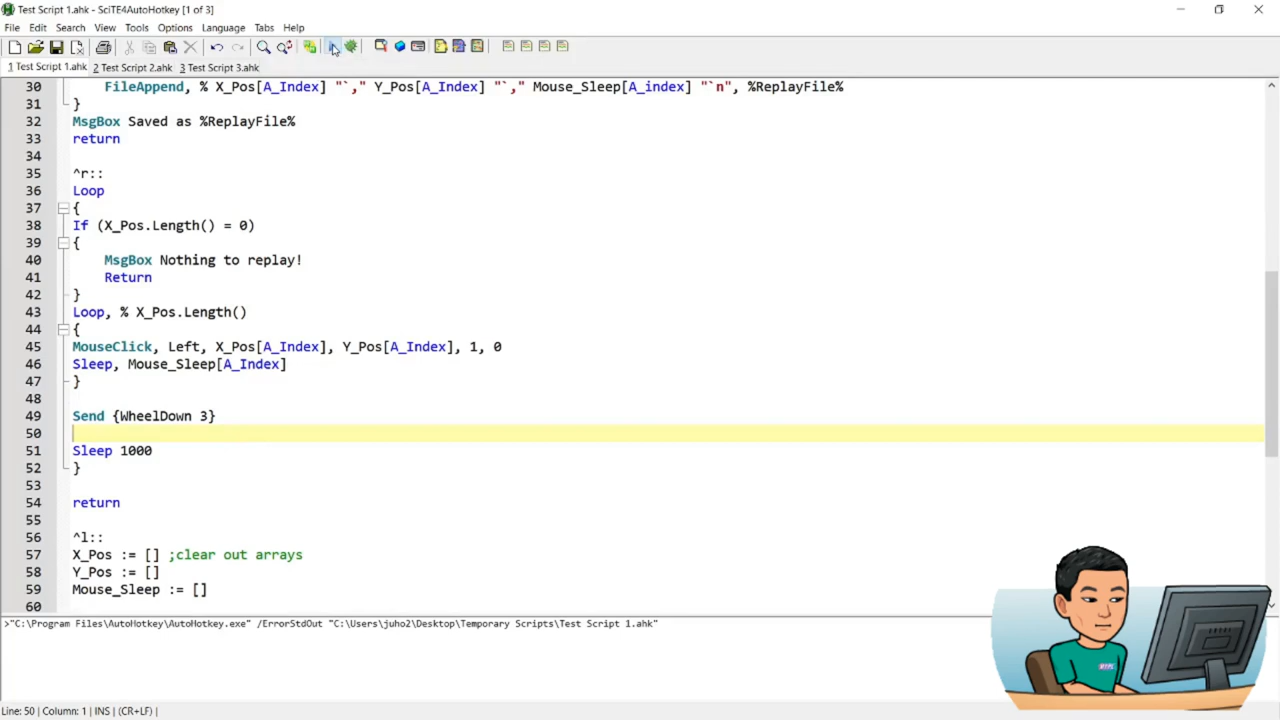 Test Script 1.ahk - SciTE4AutoHotkey [1 of 3]
File Edit Search View Tools Options Language Tabs Help
1 Test Script 1.ahk 2 Test Script 2.ahk 3 Test Script 3.ahk
30 FileAppend, % X_Pos[A_Index] "`," Y_Pos[A_Index] "`," Mouse_Sleep[A_index] "`n", %ReplayFile%
31 }
32 MsgBox Saved as %ReplayFile%
33 return
34
35 ^r::
36 Loop
37 {
38 If (X_Pos.Length() = 0)
39 {
40 MsgBox Nothing to replay!
41 Return
42 }
43 Loop, % X_Pos.Length()
44 {
45 MouseClick, Left, X_Pos[A_Index], Y_Pos[A_Index], 1, 0
46 Sleep, Mouse_Sleep[A_Index]
47 }
48
49 Send {WheelDown 3}
50
51 Sleep 1000
52 }
53
54 return
55
56 ^l::
57 X_Pos := [] ;clear out arrays
58 Y_Pos := []
59 Mouse_Sleep := []
60
>"C:\Program Files\AutoHotkey\AutoHotkey.exe" /ErrorStdOut "C:\Users\juho2\Desktop\Temporary Scripts\Test Script 1.ahk"
Line: 50 | Column: 1 | INS | (CR+LF) |